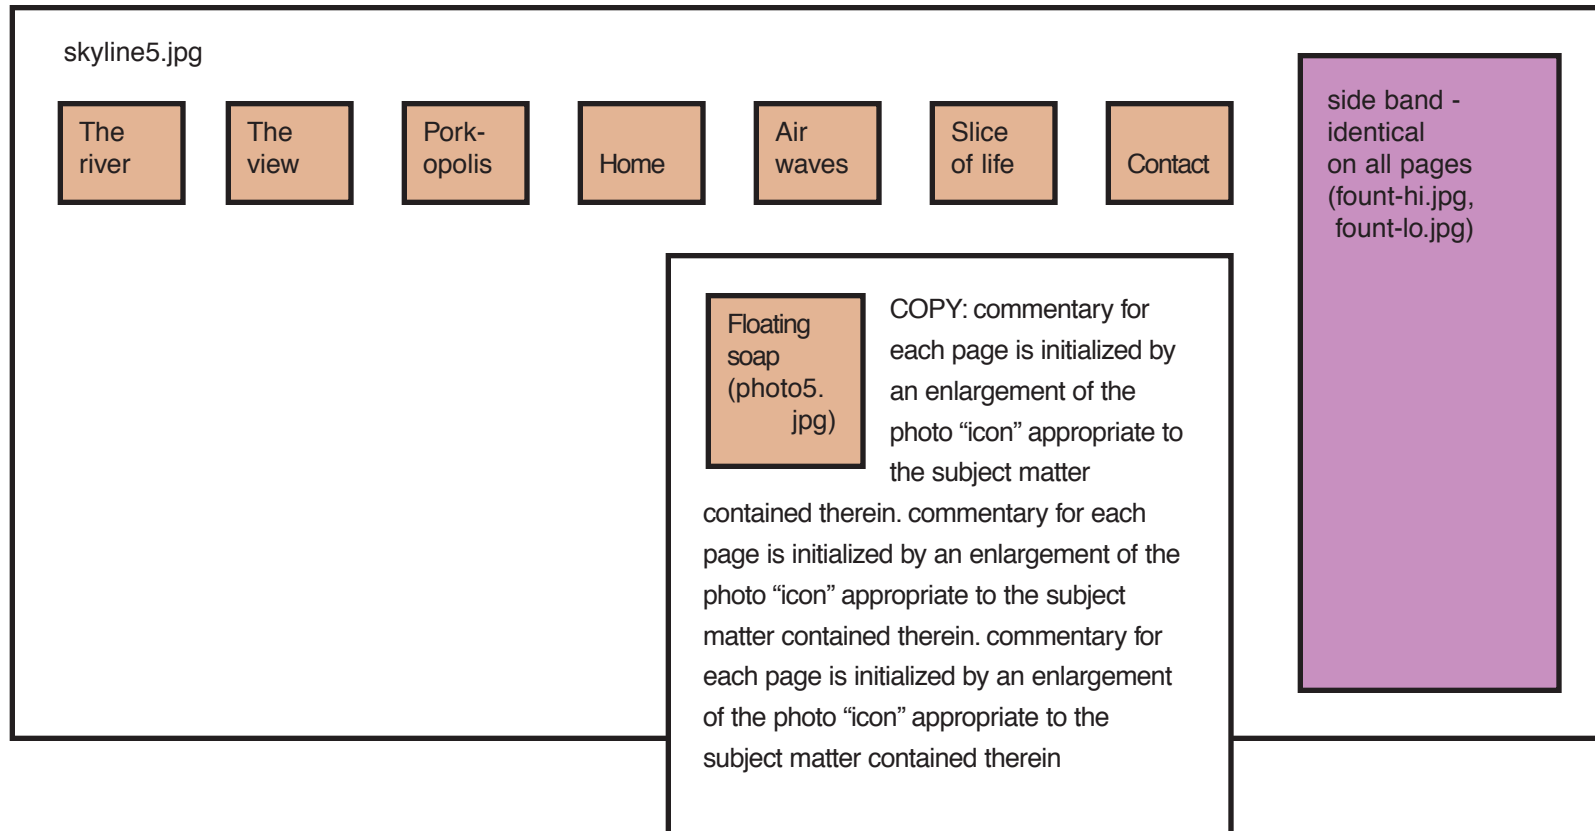 skyline5.jpg
The
river
The
view
Pork-
opolis
Home
Air
waves
Slice
of life
Contact
side band -
identical
on all pages
(fount-hi.jpg,
fount-lo.jpg)
Floating
soap
(photo5.
jpg)
COPY: commentary for
each page is initialized by
an enlargement of the
photo “icon” appropriate to
the subject matter
contained therein. commentary for each
page is initialized by an enlargement of the
photo “icon” appropriate to the subject
matter contained therein. commentary for
each page is initialized by an enlargement
of the photo “icon” appropriate to the
subject matter contained therein